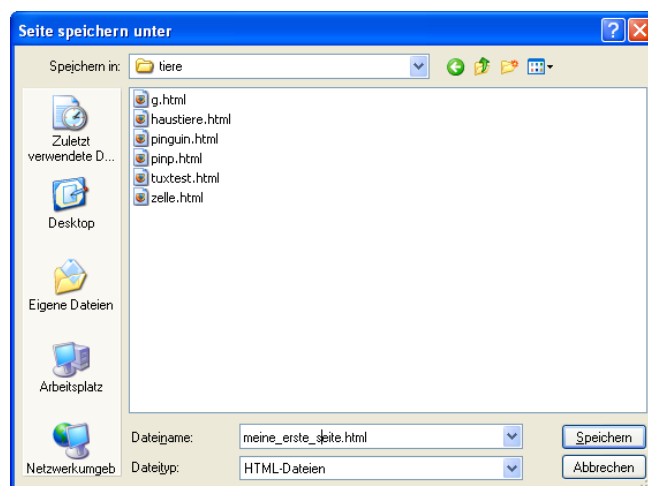 Seite speichern unter
Speichern in:
tiere
g.html
haustiere.html
pinguin.html
pinp.html
tuxtest.html
zelle.html
Zuletzt
verwendete D...
Desktop
Eigene Dateien
Arbeitsplatz
Netzwerkumgeb
Dateiname:
meine_erste_seite.html
Speichern
Dateityp:
HTML-Dateien
Abbrechen